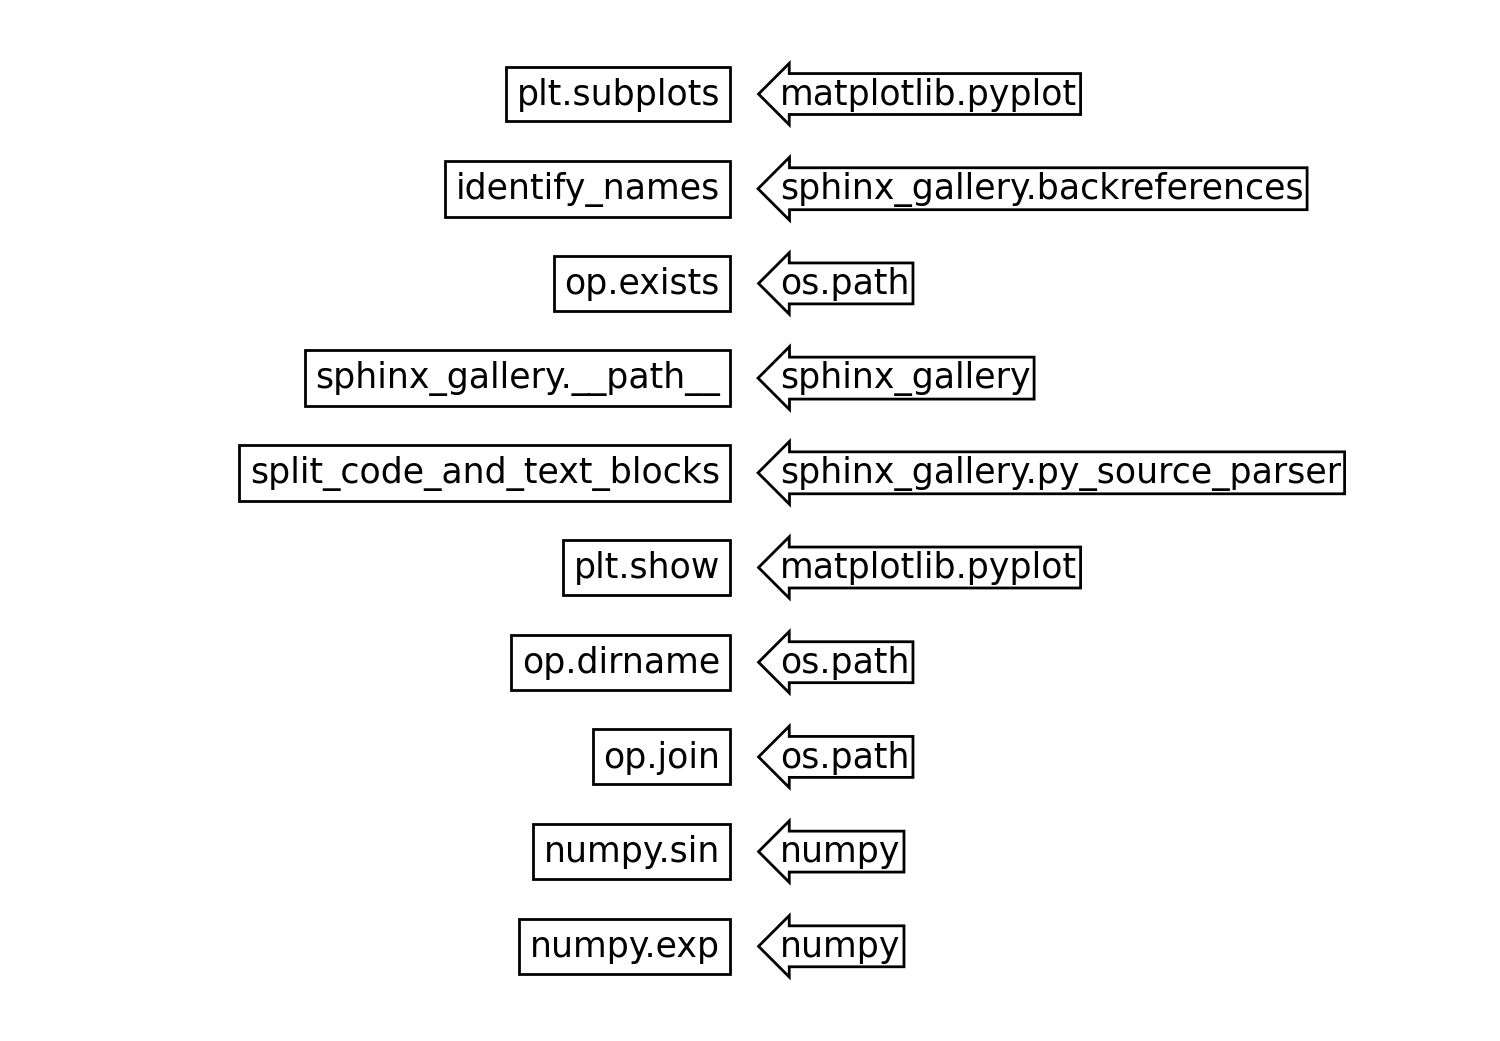 plt.subplots matplotlib.pyplot
identify_names sphinx_gallery.backreferences
op.exists os.path
sphinx_gallery.__path__ sphinx_gallery
split_code_and_text_blocks sphinx_gallery.py_source_parser
plt.show matplotlib.pyplot
op.dirname os.path
op.join os.path
numpy.sin numpy
numpy.exp numpy